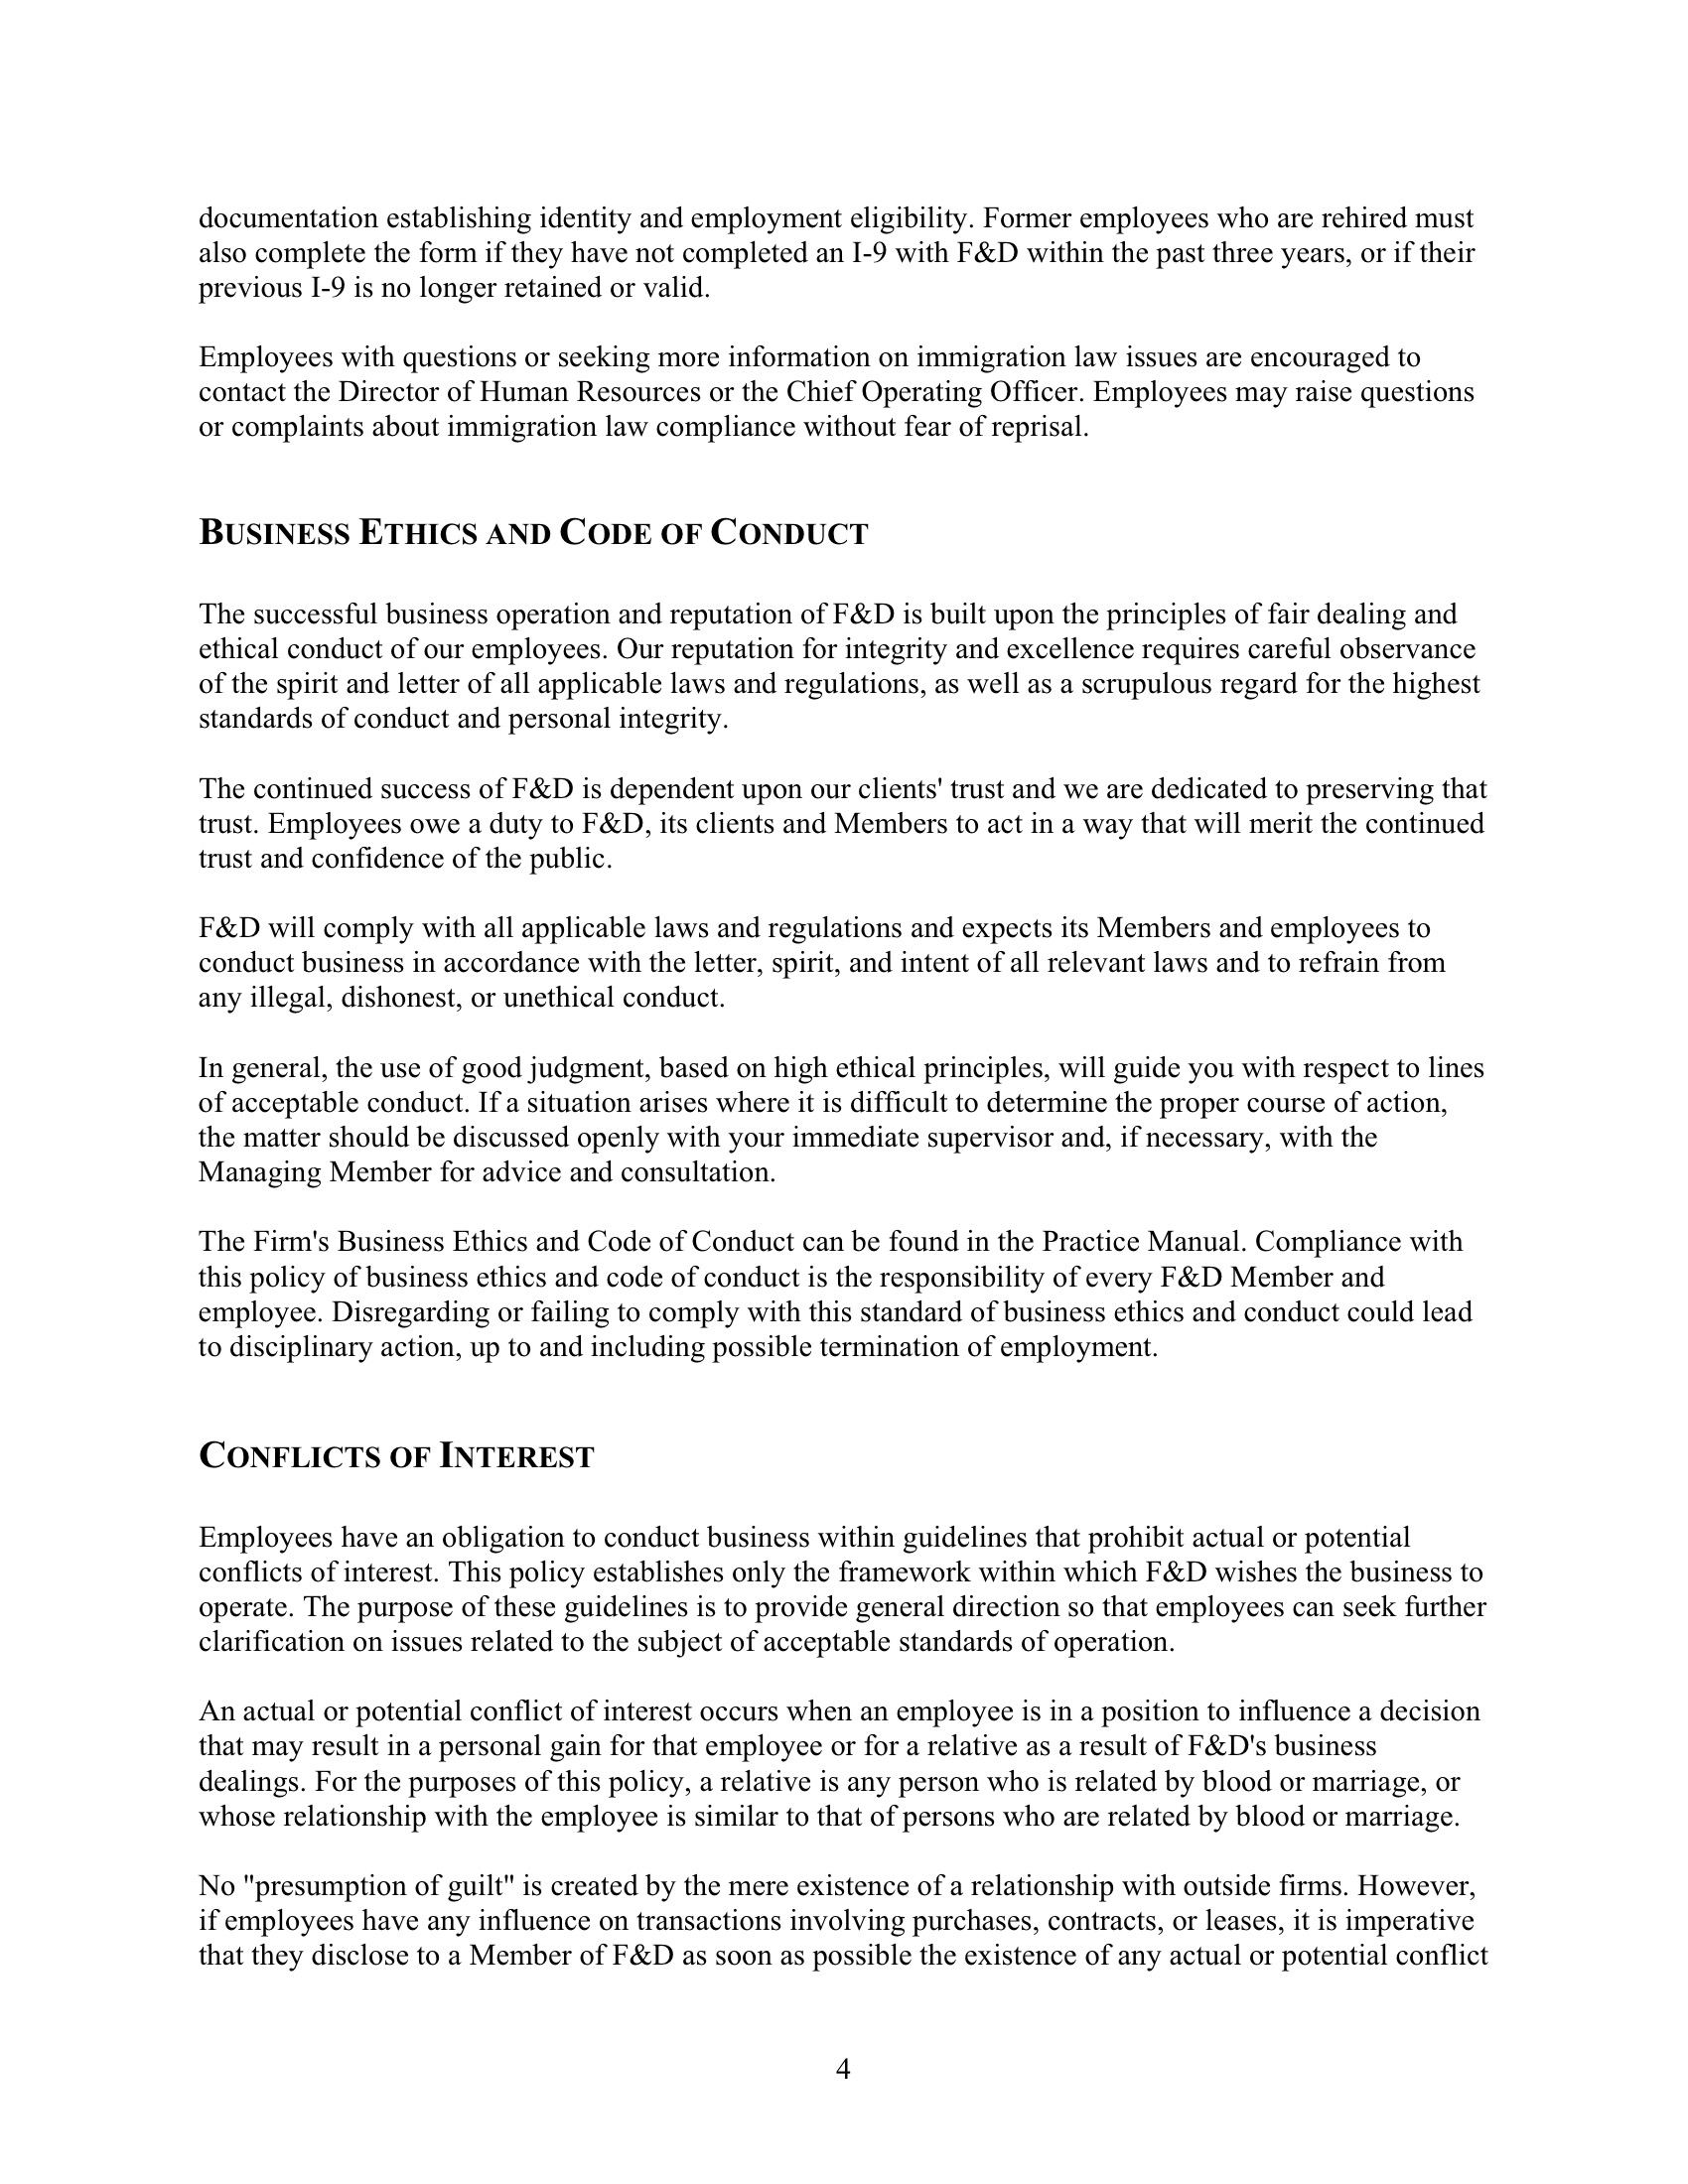 documentation establishing identity and employment eligibility. Former employees who are rehired must
also complete the form if they have not completed an I-9 with F&D within the past three years, or if their
previous I-9 is no longer retained or valid.
Employees with questions or seeking more information on immigration law issues are encouraged to
contact the Director of Human Resources or the Chief Operating Officer. Employees may raise questions
or complaints about immigration law compliance without fear of reprisal.
BUSINESS ETHICS AND CODE OF CONDUCT
The successful business operation and reputation of F&D is built upon the principles of fair dealing and
ethical conduct of our employees. Our reputation for integrity and excellence requires careful observance
of the spirit and letter of all applicable laws and regulations, as well as a scrupulous regard for the highest
standards of conduct and personal integrity.
The continued success of F&D is dependent upon our clients' trust and we are dedicated to preserving that
trust. Employees owe a duty to F&D, its clients and Members to act in a way that will merit the continued
trust and confidence of the public.
F&D will comply with all applicable laws and regulations and expects its Members and employees to
conduct business in accordance with the letter, spirit, and intent of all relevant laws and to refrain from
any illegal, dishonest, or unethical conduct.
In general, the use of good judgment, based on high ethical principles, will guide you with respect to lines
of acceptable conduct. If a situation arises where it is difficult to determine the proper course of action,
the matter should be discussed openly with your immediate supervisor and, if necessary, with the
Managing Member for advice and consultation.
The Firm's Business Ethics and Code of Conduct can be found in the Practice Manual. Compliance with
this policy of business ethics and code of conduct is the responsibility of every F&D Member and
employee. Disregarding or failing to comply with this standard of business ethics and conduct could lead
to disciplinary action, up to and including possible termination of employment.
CONFLICTS OF INTEREST
Employees have an obligation to conduct business within guidelines that prohibit actual or potential
conflicts of interest. This policy establishes only the framework within which F&D wishes the business to
operate. The purpose of these guidelines is to provide general direction so that employees can seek further
clarification on issues related to the subject of acceptable standards of operation.
An actual or potential conflict of interest occurs when an employee is in a position to influence a decision
that may result in a personal gain for that employee or for a relative as a result of F&D's business
dealings. For the purposes of this policy, a relative is any person who is related by blood or marriage, or
whose relationship with the employee is similar to that of persons who are related by blood or marriage.
No "presumption of guilt" is created by the mere existence of a relationship with outside firms. However,
if employees have any influence on transactions involving purchases, contracts, or leases, it is imperative
that they disclose to a Member of F&D as soon as possible the existence of any actual or potential conflict
4